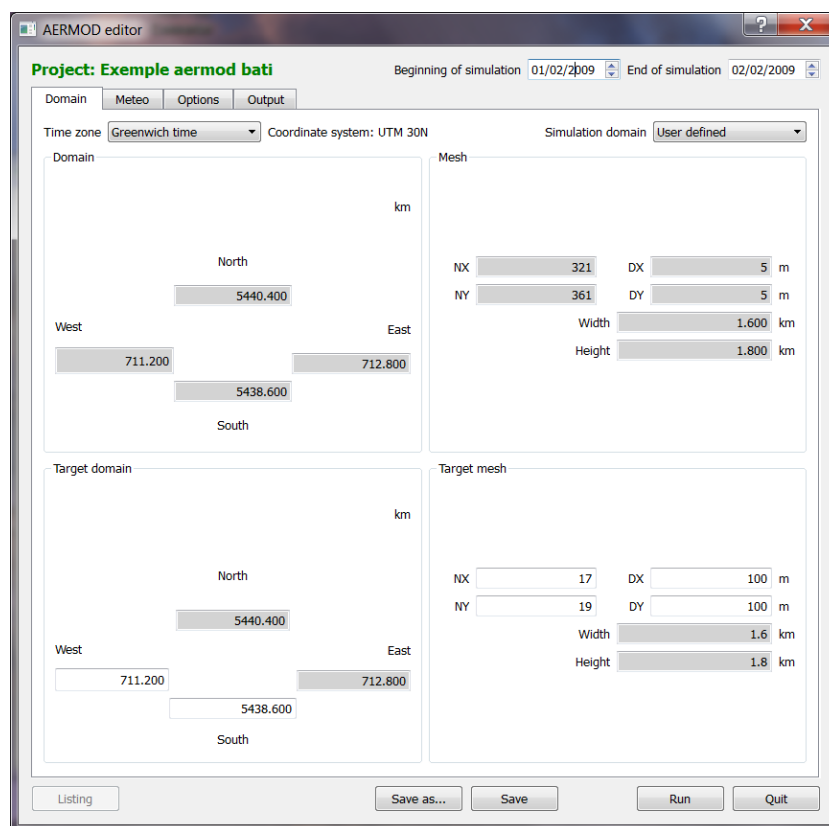 AERMOD editor
Project: Exemple aermod bati
Beginning of simulation 01/02/2009 End of simulation 02/02/2009
Domain Meteo Options Output
Time zone Greenwich time Coordinate system: UTM 30N Simulation domain User defined
Domain
km
North
5440.400
West
East
711.200
712.800
5438.600
South
Mesh
NX 321 DX 5 m
NY 361 DY 5 m
Width 1.600 km
Height 1.800 km
Target domain
km
North
5440.400
West
East
711.200
712.800
5438.600
South
Target mesh
NX 17 DX 100 m
NY 19 DY 100 m
Width 1.6 km
Height 1.8 km
Listing Save as... Save Run Quit